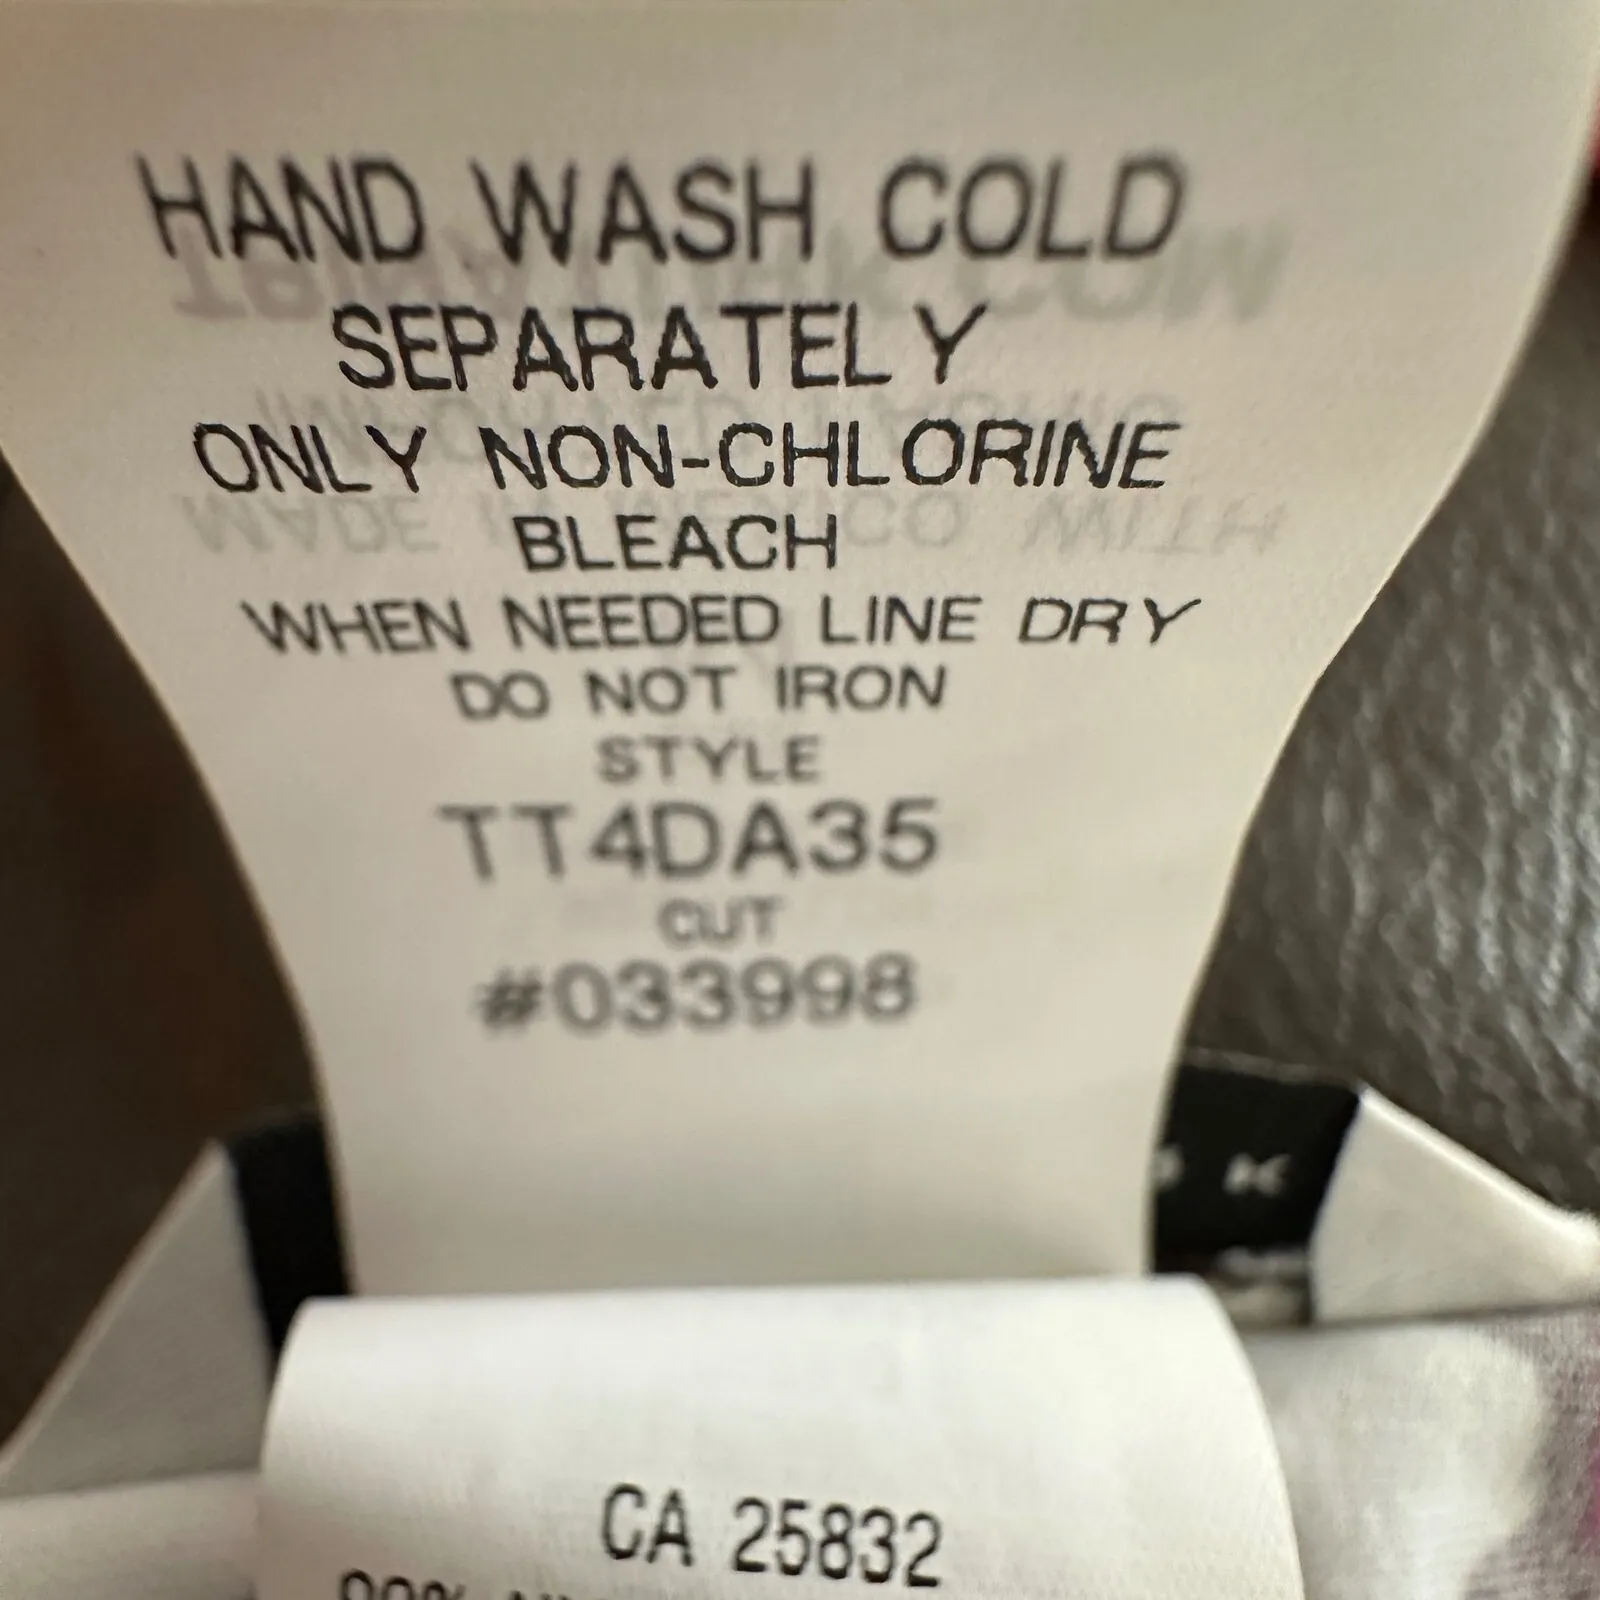 HAND WASH COLD
SEPARATELY
ONLY NON-CHLORINE
BLEACH
WHEN NEEDED LINE DRY
DO NOT IRON
STYLE
TT4DA35
CUT
#033998
K
CA 25832